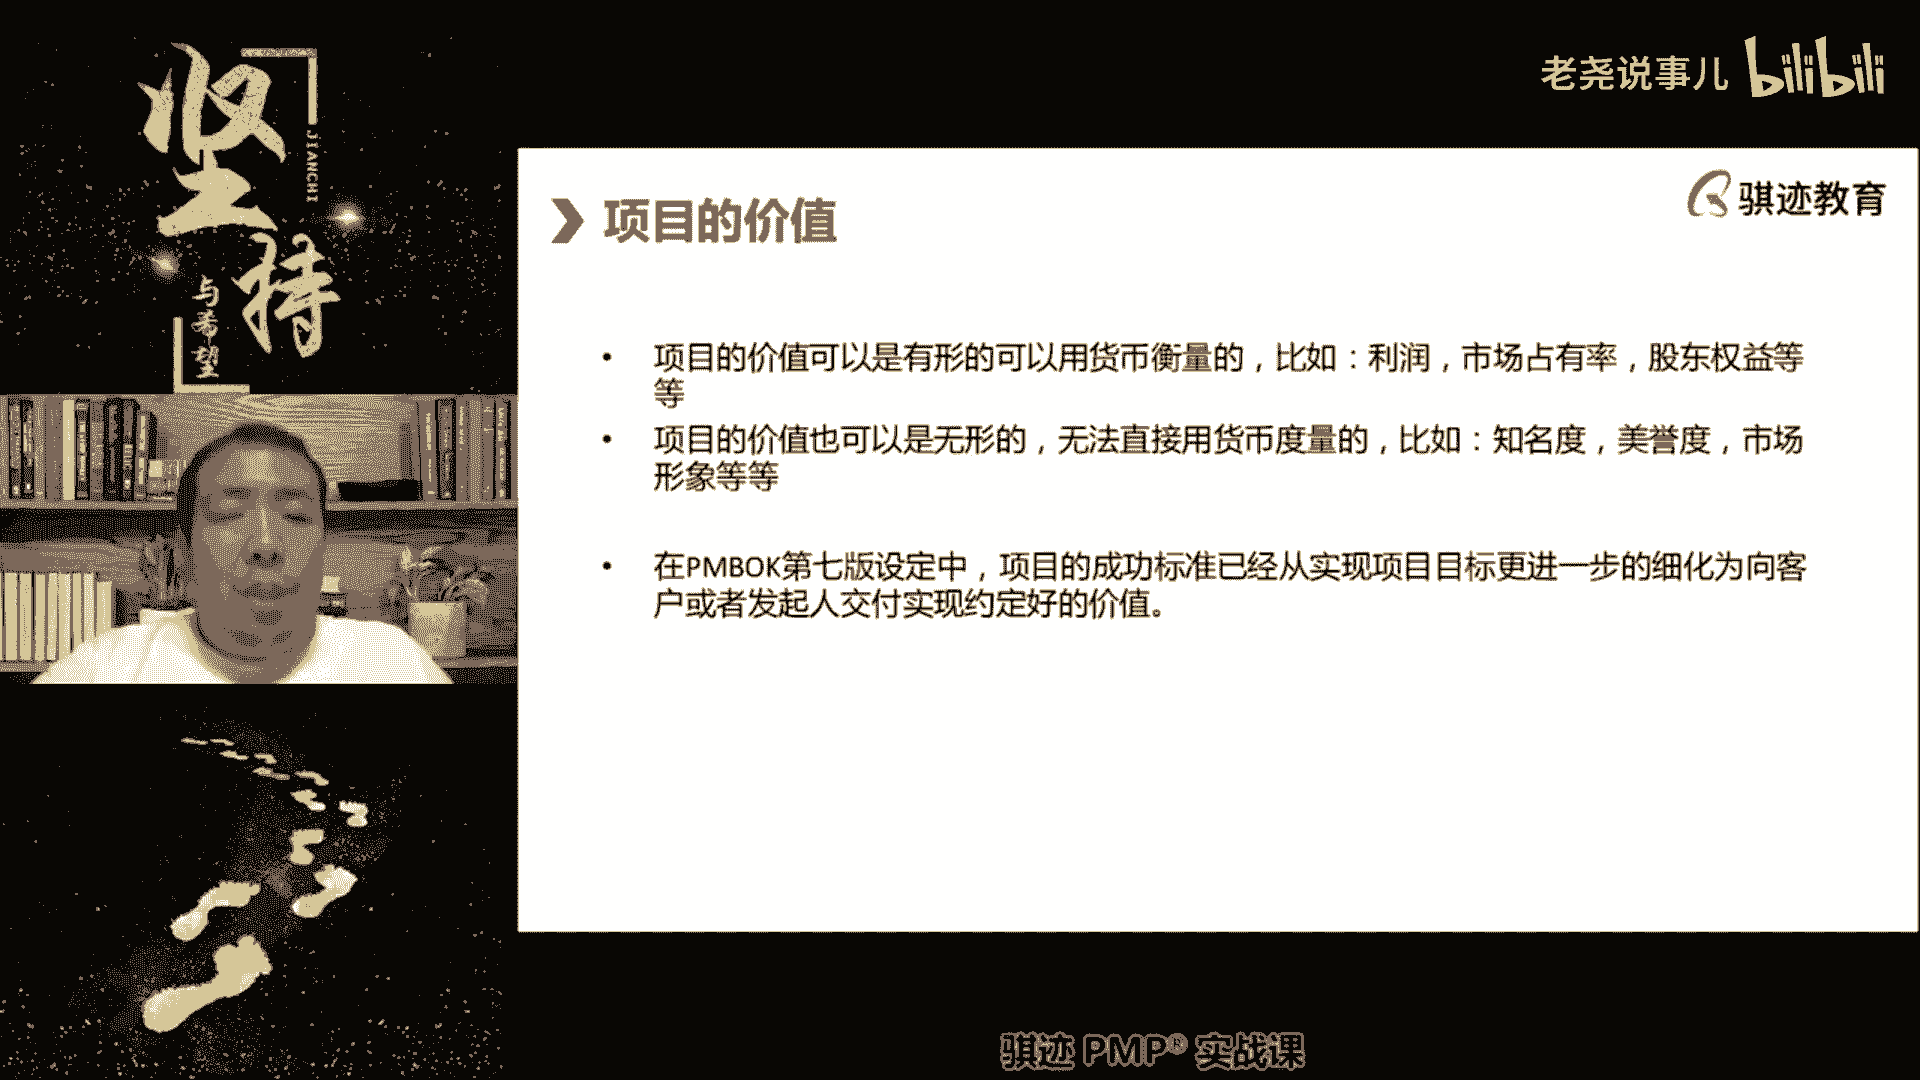 坚持
JIANCHI
与希望
老尧说事儿 bilibili
骐迹教育
项目的价值
• 项目的价值可以是有形的可以用货币衡量的，比如：利润，市场占有率，股东权益等
等
• 项目的价值也可以是无形的，无法直接用货币度量的，比如：知名度，美誉度，市场
形象等等
• 在PMBOK第七版设定中，项目的成功标准已经从实现项目目标更进一步的细化为向客
户或者发起人交付实现约定好的价值。
骐迹 PMP® 实战课